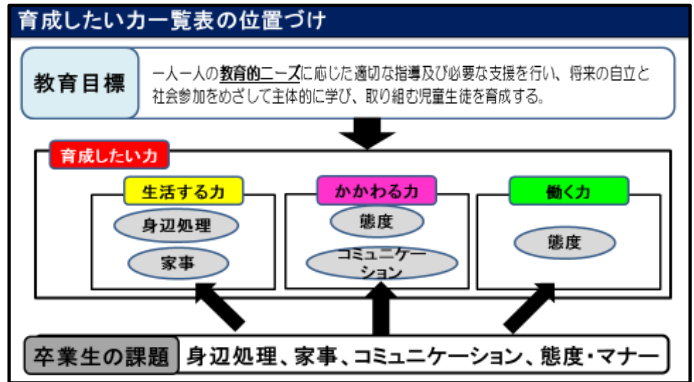 育成したい力一覧表の位置づけ
教育目標
一人一人の教育的ニーズに応じた適切な指導及び必要な支援を行い、将来の自立と
社会参加をめざして主体的に学び、取り組む児童生徒を育成する。
育成したい力
生活する力
身辺処理
家事
かかわる力
態度
コミュニケー
ション
働く力
態度
卒業生の課題
身辺処理、家事、コミュニケーション、態度・マナー